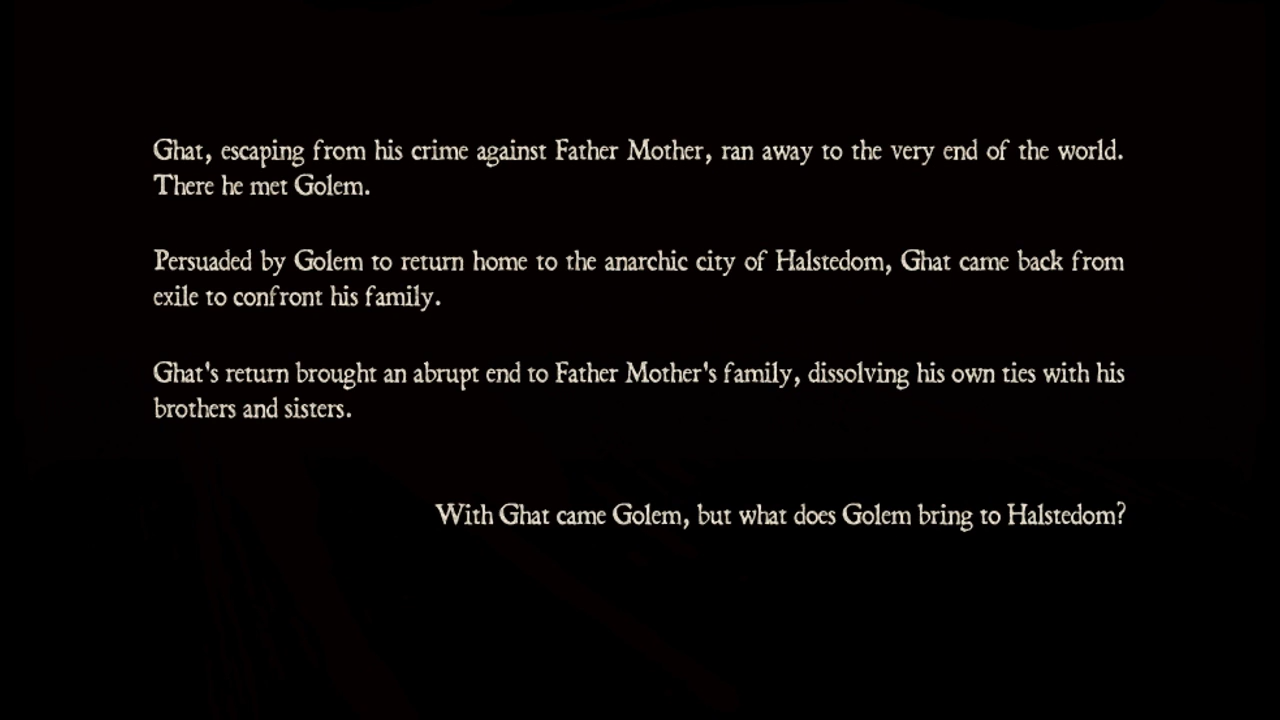 Ghat, escaping from his crime against Father Mother, ran away to the very end of the world.
There he met Golem.
Persuaded by Golem to return home to the anarchic city of Halstedom, Ghat came back from
exile to confront his family.
Ghat's return brought an abrupt end to Father Mother's family, dissolving his own ties with his
brothers and sisters.
With Ghat came Golem, but what does Golem bring to Halstedom?